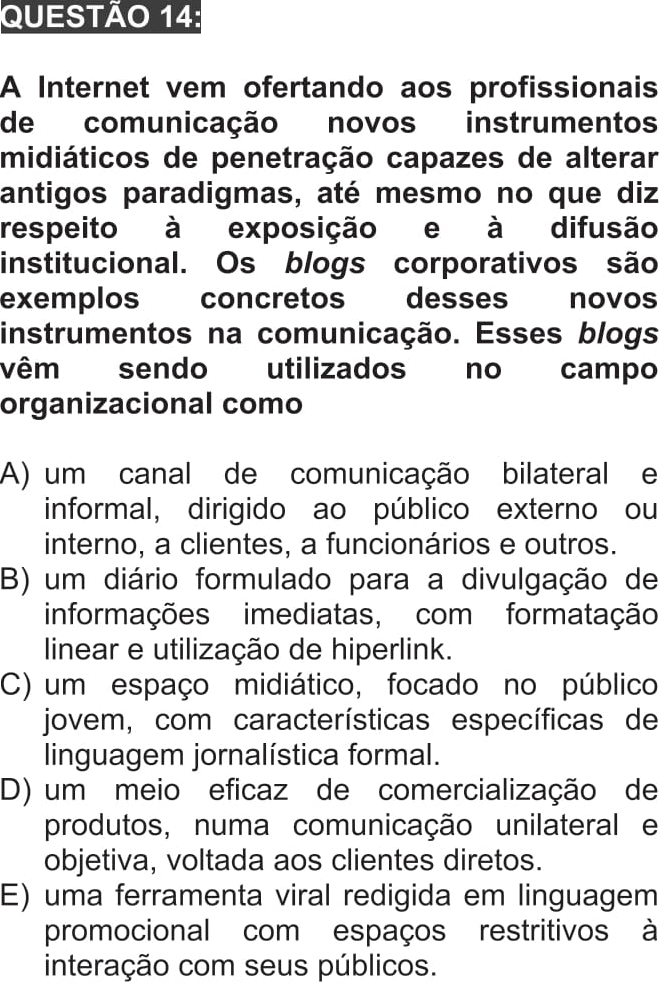 QUESTÃO 14:
A Internet vem ofertando aos profissionais
de comunicação novos instrumentos
midiáticos de penetração capazes de alterar
antigos paradigmas, até mesmo no que diz
respeito à exposição e à difusão
institucional. Os blogs corporativos são
exemplos concretos desses novos
instrumentos na comunicação. Esses blogs
vêm sendo utilizados no campo
organizacional como
A) um canal de comunicação bilateral e
informal, dirigido ao público externo ou
interno, a clientes, a funcionários e outros.
B) um diário formulado para a divulgação de
informações imediatas, com formatação
linear e utilização de hiperlink.
C) um espaço midiático, focado no público
jovem, com características específicas de
linguagem jornalística formal.
D) um meio eficaz de comercialização de
produtos, numa comunicação unilateral e
objetiva, voltada aos clientes diretos.
E) uma ferramenta viral redigida em linguagem
promocional com espaços restritivos à
interação com seus públicos.